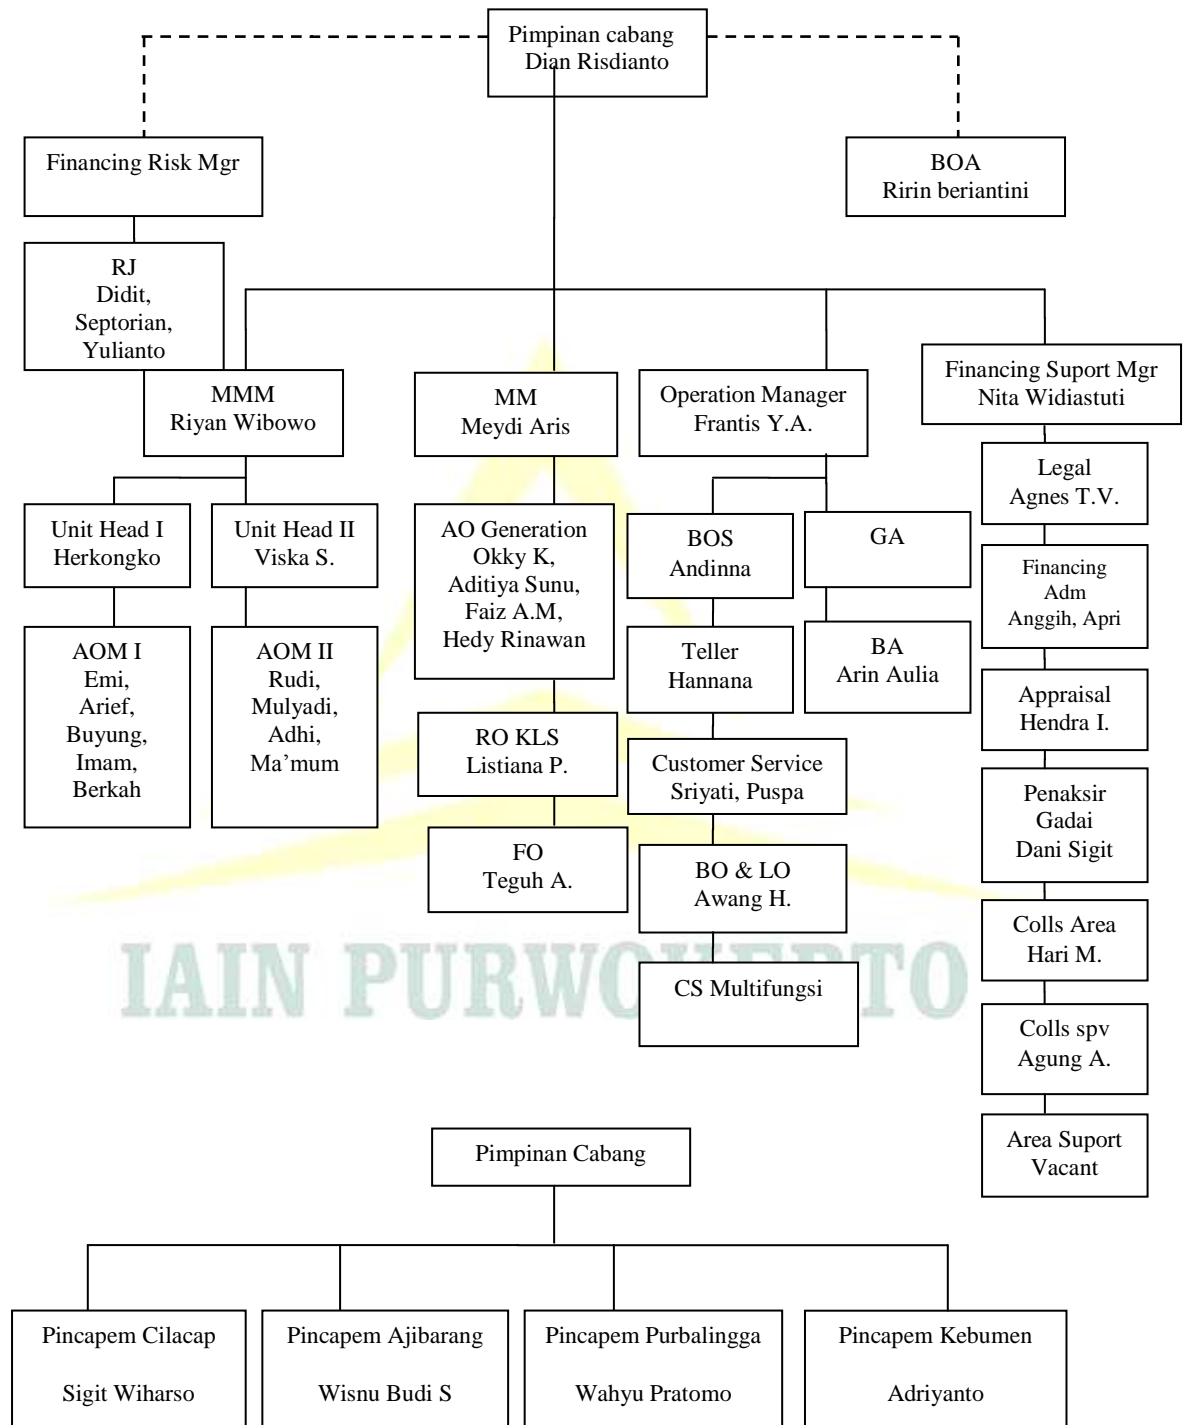 Pimpinan cabang
Dian Risdianto
Financing Risk Mgr
BOA
Ririn beriantini
RJ
Didit,
Septorian,
Yulianto
MMM
Riyan Wibowo
MM
Meydi Aris
Operation Manager
Frantis Y.A.
Financing Suport Mgr
Nita Widiastuti
Unit Head I
Herkongko
Unit Head II
Viska S.
AOM I
Emi,
Arief,
Buyung,
Imam,
Berkah
AOM II
Rudi,
Mulyadi,
Adhi,
Ma’mum
AO Generation
Okky K,
Aditiya Sunu,
Faiz A.M,
Hedy Rinawan
RO KLS
Listiana P.
FO
Teguh A.
BOS
Andinna
Teller
Hannana
Customer Service
Sriyati, Puspa
BO & LO
Awang H.
CS Multifungsi
GA
BA
Arin Aulia
Legal
Agnes T.V.
Financing
Adm
Anggih, Apri
Appraisal
Hendra I.
Penaksir
Gadai
Dani Sigit
Colls Area
Hari M.
Colls spv
Agung A.
Area Suport
Vacant
IAIN PURWOKERTO
Pimpinan Cabang
Pincapem Cilacap
Sigit Wiharso
Pincapem Ajibarang
Wisnu Budi S
Pincapem Purbalingga
Wahyu Pratomo
Pincapem Kebumen
Adriyanto